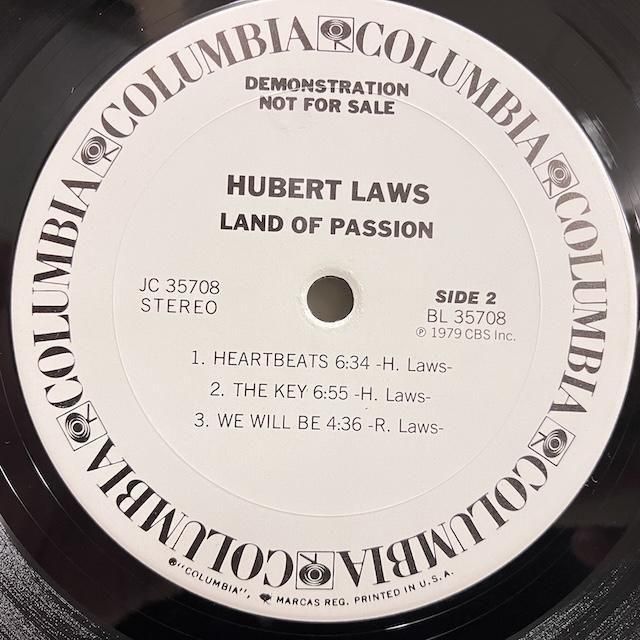 COLUMBIA COLUMBIA COLUMBIA COLUMBIA COLUMBIA COLUMBIA COLUMBIA COLUMBIA
DEMONSTRATION
NOT FOR SALE
HUBERT LAWS
LAND OF PASSION
JC 35708
STEREO
SIDE 2
BL 35708
℗ 1979 CBS Inc.
1. HEARTBEATS 6:34 -H. Laws-
2. THE KEY 6:55 -H. Laws-
3. WE WILL BE 4:36 -R. Laws-
"COLUMBIA", MARCAS REG. PRINTED IN U.S.A.